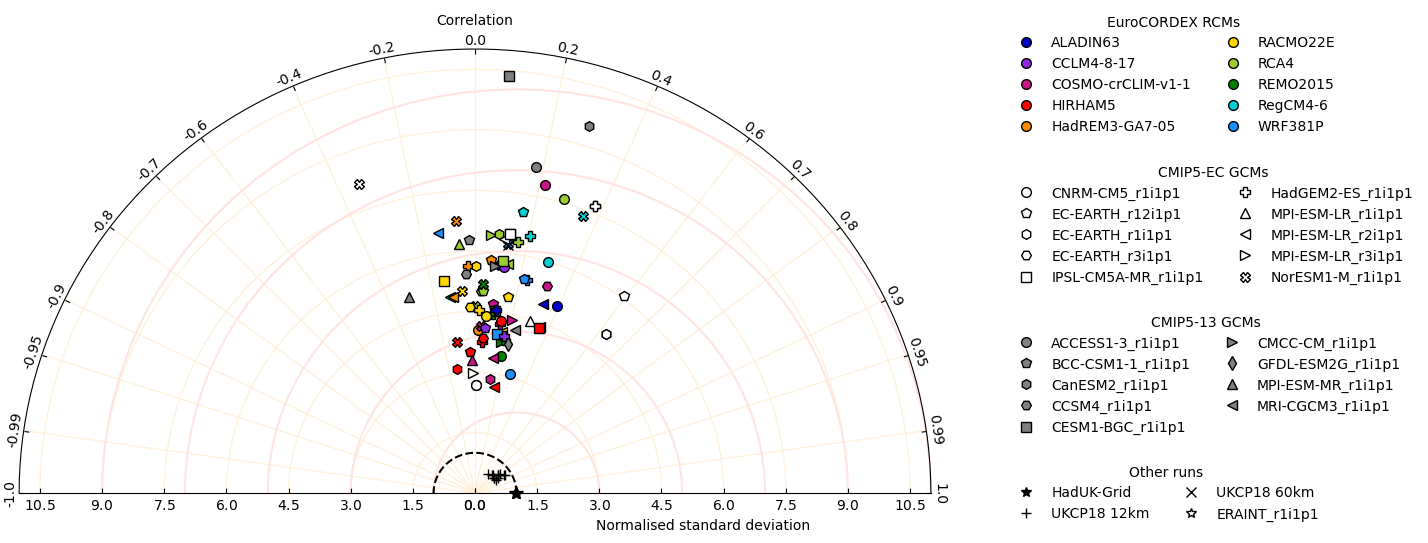 Correlation
-1.0
-0.99
-0.95
-0.9
-0.8
-0.7
-0.6
-0.4
-0.2
0.0
0.2
0.4
0.6
0.7
0.8
0.9
0.95
0.99
1.0
10.5 9.0 7.5 6.0 4.5 3.0 1.5 0.0 1.5 3.0 4.5 6.0 7.5 9.0 10.5
Normalised standard deviation
EuroCORDEX RCMs
ALADIN63 RACMO22E
CCLM4-8-17 RCA4
COSMO-crCLIM-v1-1 REMO2015
HIRHAM5 RegCM4-6
HadREM3-GA7-05 WRF381P
CMIP5-EC GCMs
CNRM-CM5_r1i1p1 HadGEM2-ES_r1i1p1
EC-EARTH_r12i1p1 MPI-ESM-LR_r1i1p1
EC-EARTH_r1i1p1 MPI-ESM-LR_r2i1p1
EC-EARTH_r3i1p1 MPI-ESM-LR_r3i1p1
IPSL-CM5A-MR_r1i1p1 NorESM1-M_r1i1p1
CMIP5-13 GCMs
ACCESS1-3_r1i1p1 CMCC-CM_r1i1p1
BCC-CSM1-1_r1i1p1 GFDL-ESM2G_r1i1p1
CanESM2_r1i1p1 MPI-ESM-MR_r1i1p1
CCSM4_r1i1p1 MRI-CGCM3_r1i1p1
CESM1-BGC_r1i1p1
Other runs
HadUK-Grid UKCP18 60km
UKCP18 12km ERAINT_r1i1p1